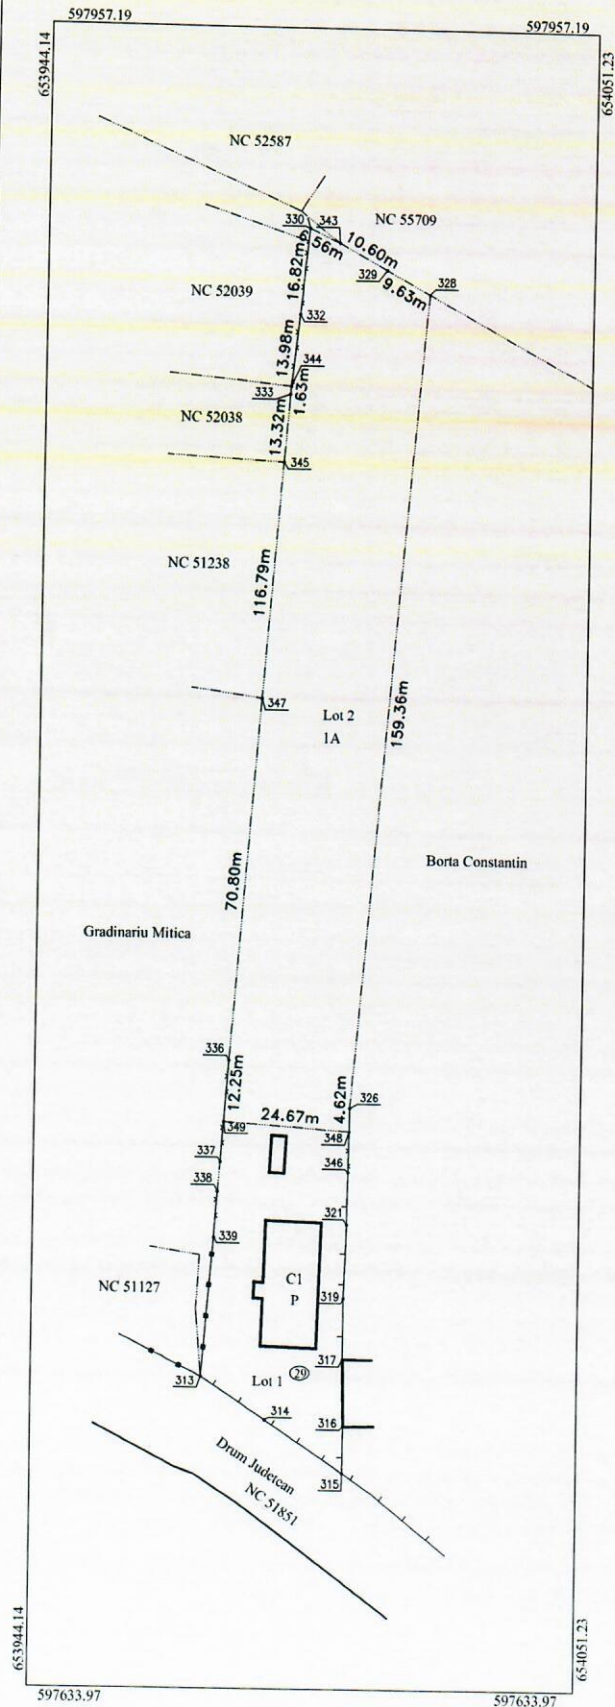 597957.19
597957.19
653944.14
654051.23
NC 52587
330
343
NC 55709
6.56m
10.60m
329
9.63m
328
16.82m
NC 52039
332
13.98m
344
333
1.63m
NC 52038
13.32m
345
NC 51238
116.79m
347
Lot 2
1A
159.36m
Borta Constantin
70.80m
Gradinariu Mitica
336
12.25m
4.62m
326
24.67m
349
348
337
346
338
321
339
NC 51127
C1
P
319
317
313
Lot 1
29
314
316
Drum Judetean
NC 51851
315
653944.14
654051.23
597633.97
597633.97